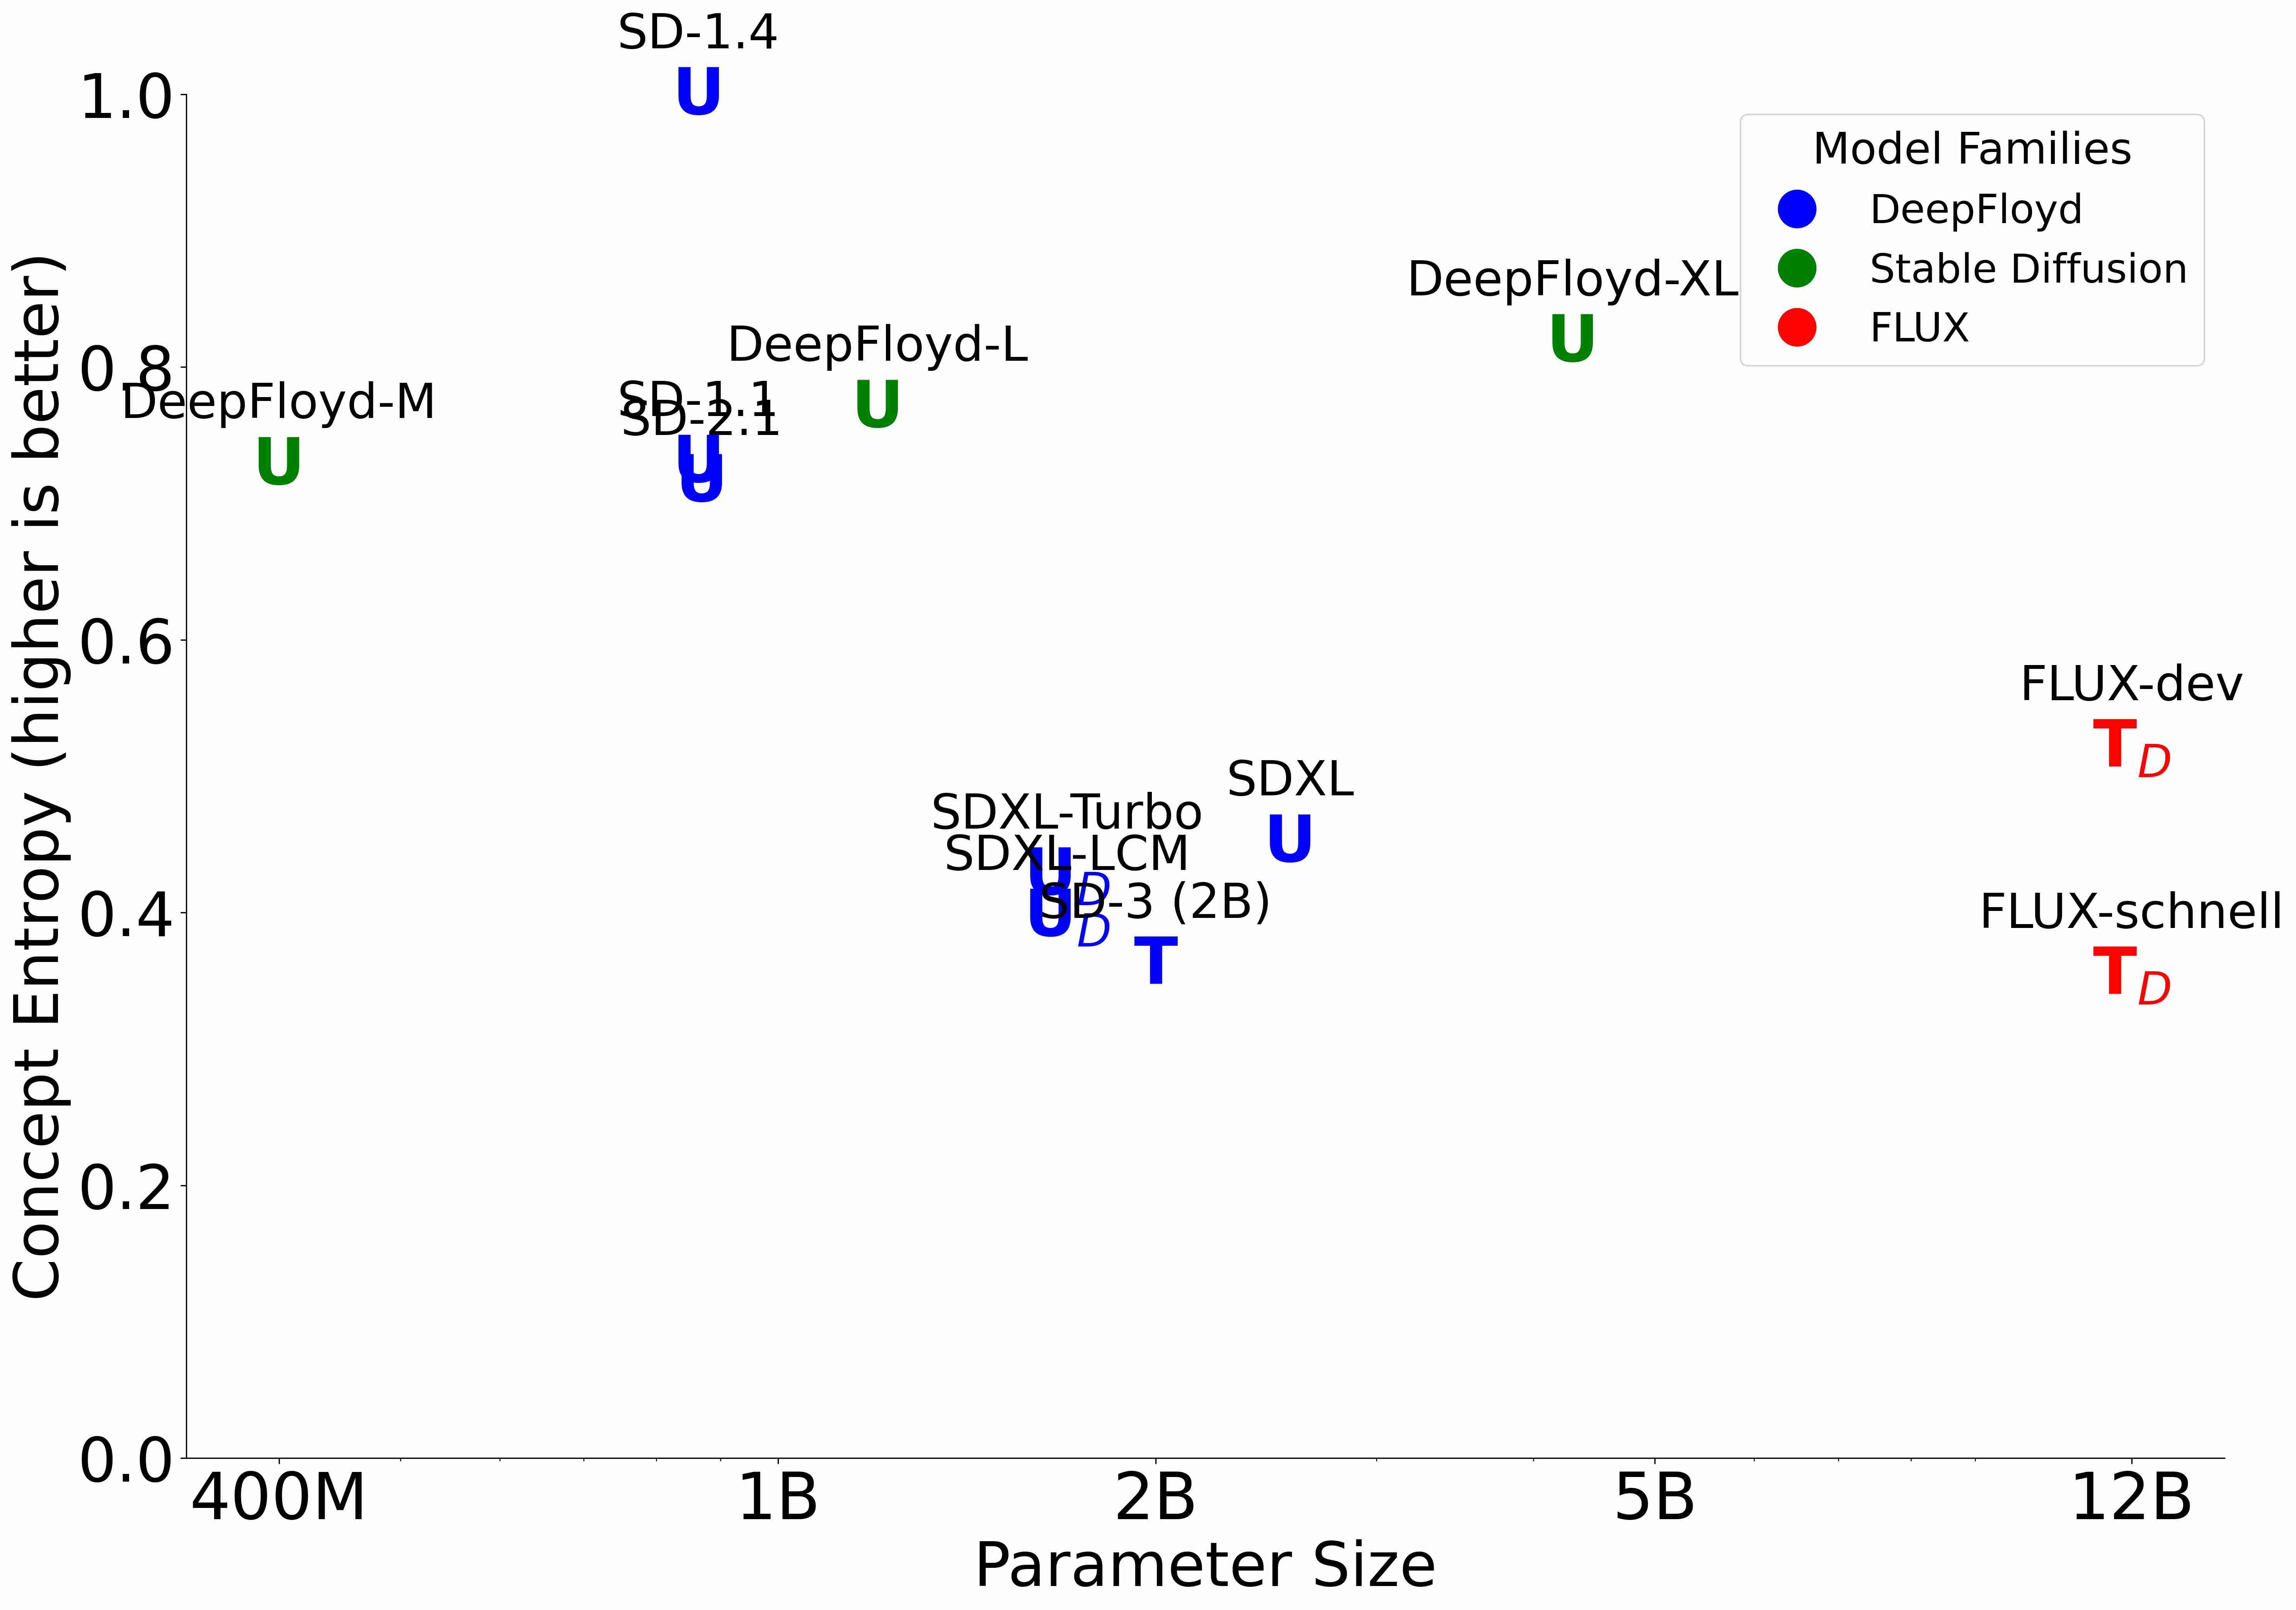 SD-1.4
U
1.0
Model Families
DeepFloyd
Stable Diffusion
FLUX
DeepFloyd-XL
U
DeepFloyd-L
U
0.8
DeepFloyd-M
U
SD-1.1
U
SD-2.1
U
0.6
FLUX-dev
T D
SDXL
U
SDXL-Turbo
U D
SDXL-LCM
U D
SD-3 (2B)
T
0.4
FLUX-schnell
T D
0.2
0.0
400M 1B 2B 5B 12B
Parameter Size
Concept Entropy (higher is better)